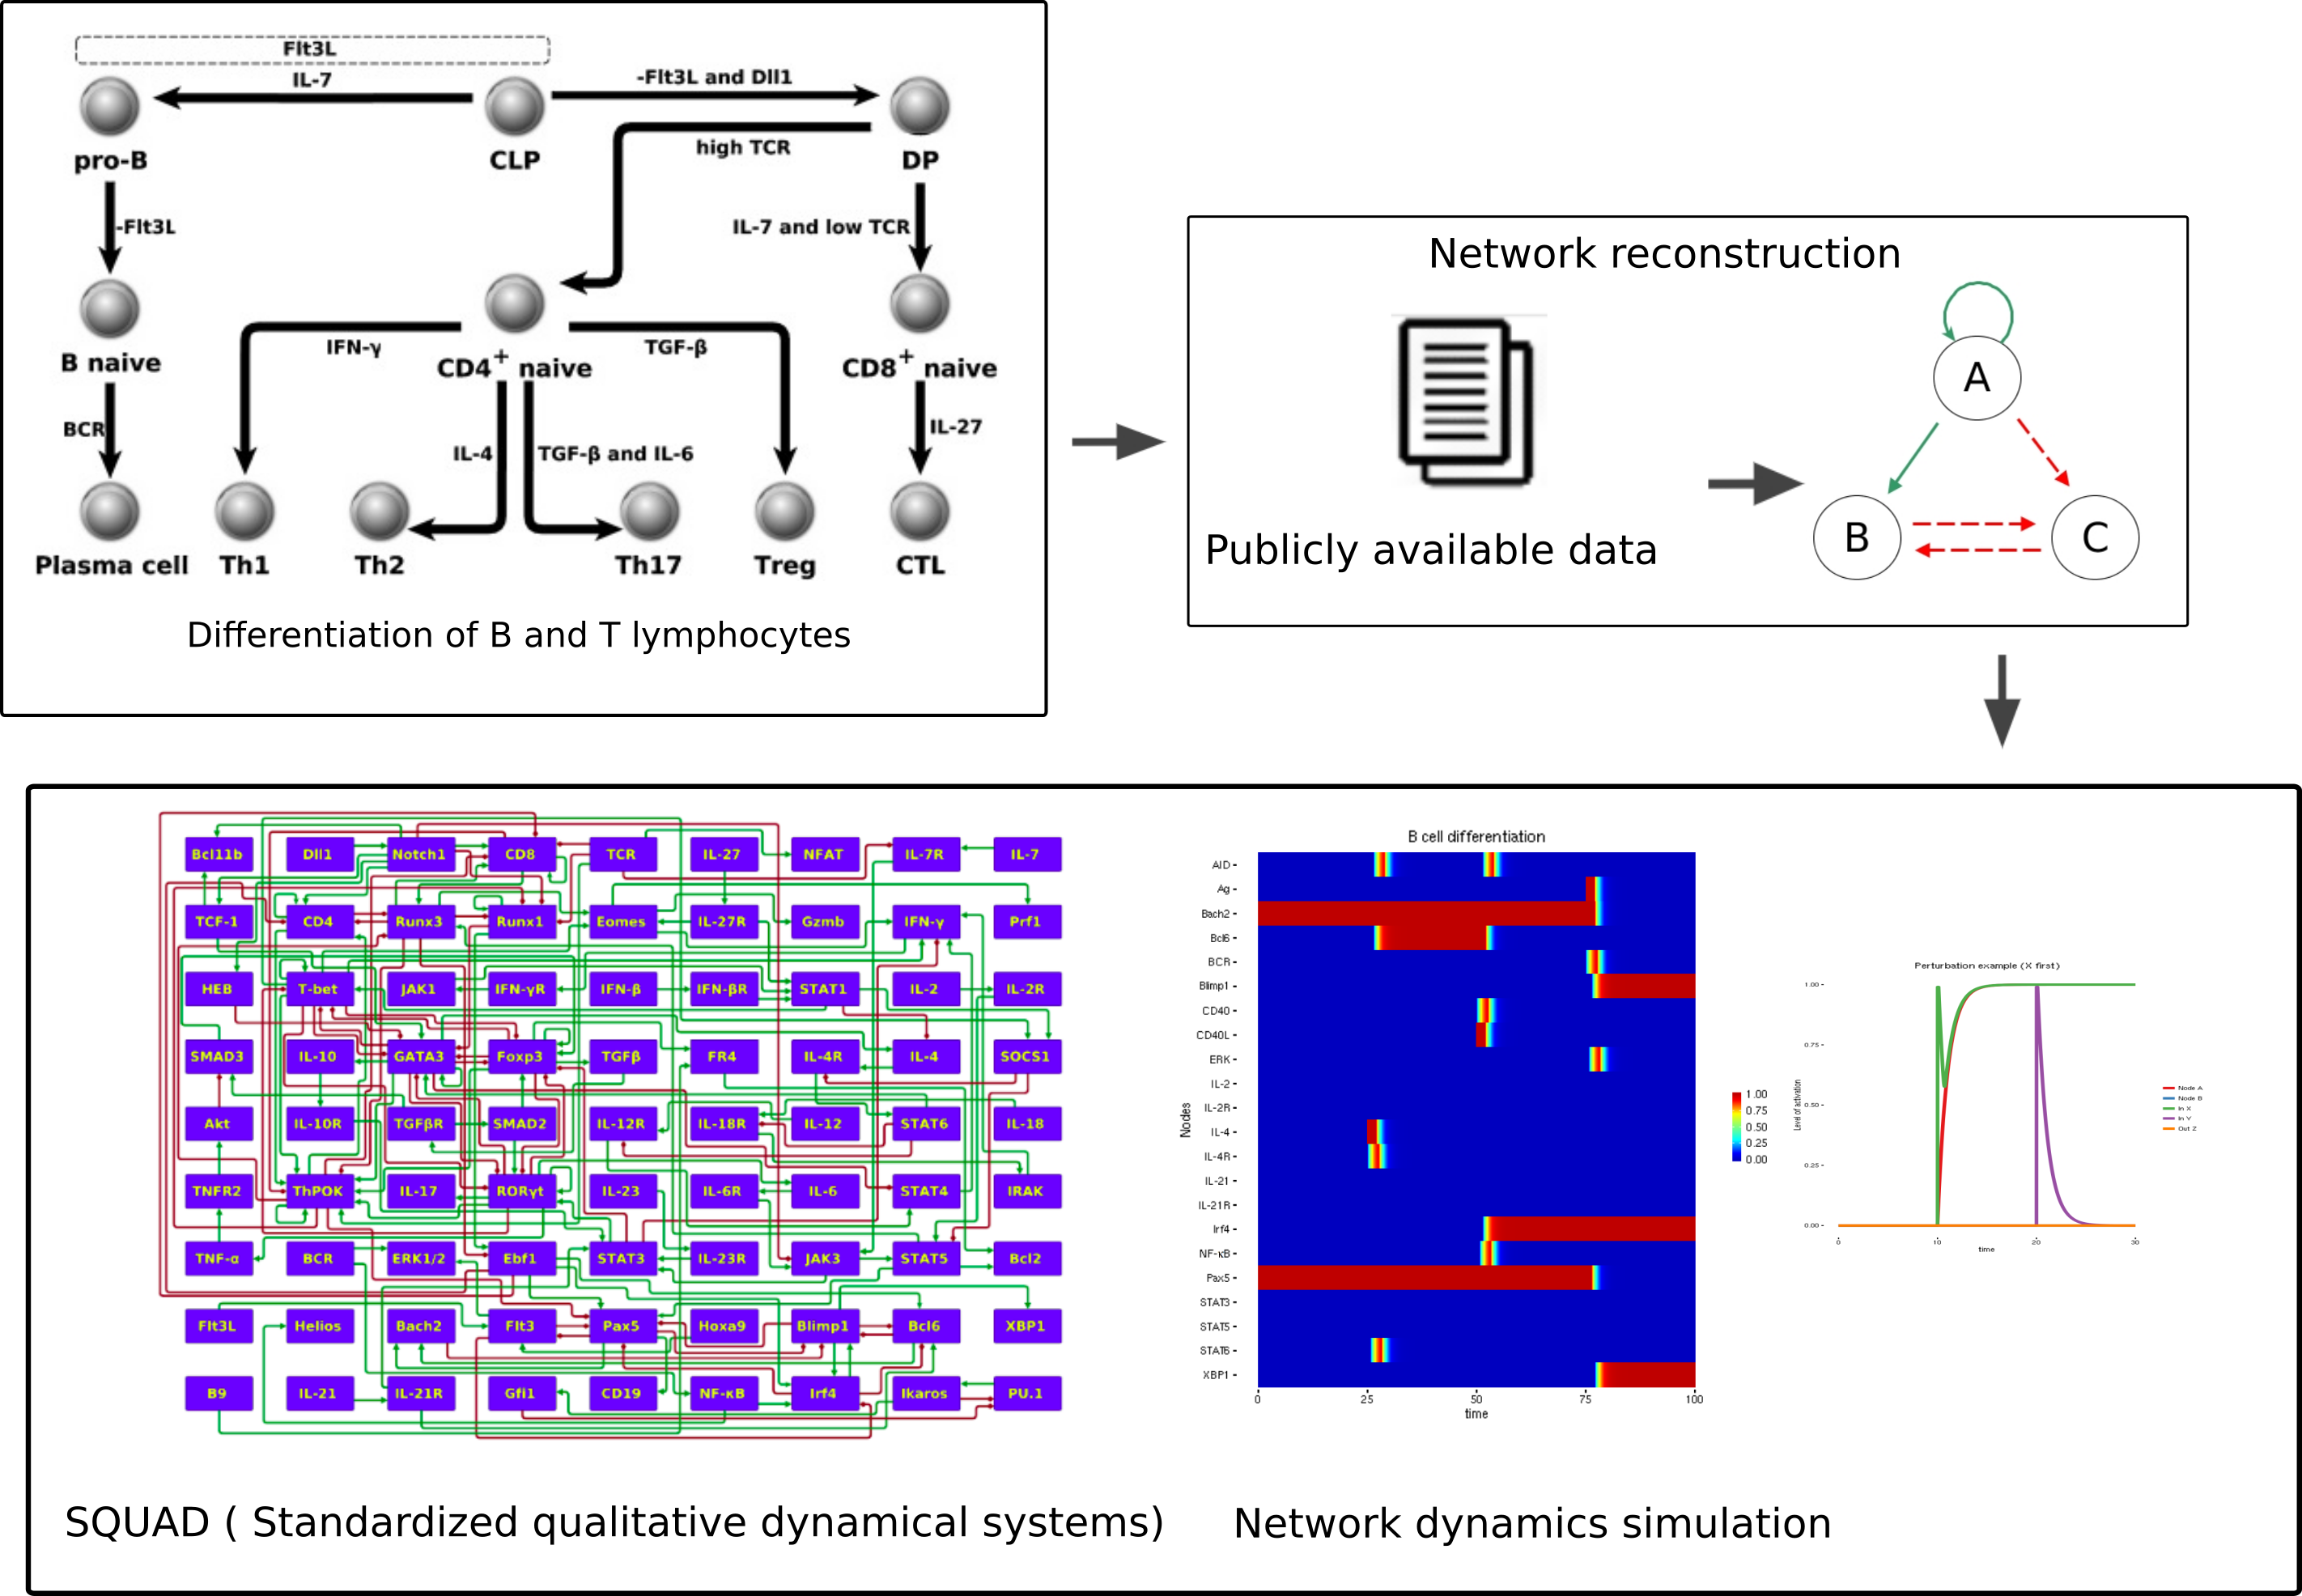 Flt3L
IL-7
-Flt3L and Dll1
high TCR
pro-B
CLP
DP
-Flt3L
IL-7 and low TCR
IFN-γ
TGF-β
B naive
CD4+ naive
CD8+ naive
BCR
IL-4
TGF-β and IL-6
IL-27
Plasma cell
Th1
Th2
Th17
Treg
CTL
Differentiation of B and T lymphocytes
Network reconstruction
A
B
C
Publicly available data
Bcl11b Dll1 Notch1 CD8 TCR IL-27 NFAT IL-7R IL-7
TCF-1 CD4 Runx3 Runx1 Eomes IL-27R Gzmb IFN-γ Prf1
HEB T-bet JAK1 IFN-γR IFN-β IFN-βR STAT1 IL-2 IL-2R
SMAD3 IL-10 GATA3 Foxp3 TGFβ FR4 IL-4R IL-4 SOCS1
Akt IL-10R TGFβR SMAD2 IL-12R IL-18R IL-12 STAT6 IL-18
TNFR2 ThPOK IL-17 RORγt IL-23 IL-6R IL-6 STAT4 IRAK
TNF-α BCR ERK1/2 Ebf1 STAT3 IL-23R JAK3 STAT5 Bcl2
Flt3L Helios Bach2 Flt3 Pax5 Hoxa9 Blimp1 Bcl6 XBP1
B9 IL-21 IL-21R Gfi1 CD19 NF-κB Irf4 Ikaros PU.1
SQUAD ( Standardized qualitative dynamical systems)
B cell differentiation
Nodes
AID
Ag
Bach2
Bcl6
BCR
Blimp1
CD40
CD40L
ERK
IL-2
IL-2R
IL-4
IL-4R
IL-21
IL-21R
Irf4
NF-κB
Pax5
STAT3
STAT5
STAT6
XBP1
0 25 50 75 100
time
1.00
0.75
0.50
0.25
0.00
Perturbation example (X first)
Level of activation
1.00
0.75
0.50
0.25
0.00
0 10 20 30
time
Node A
Node B
In X
In Y
Out Z
Network dynamics simulation